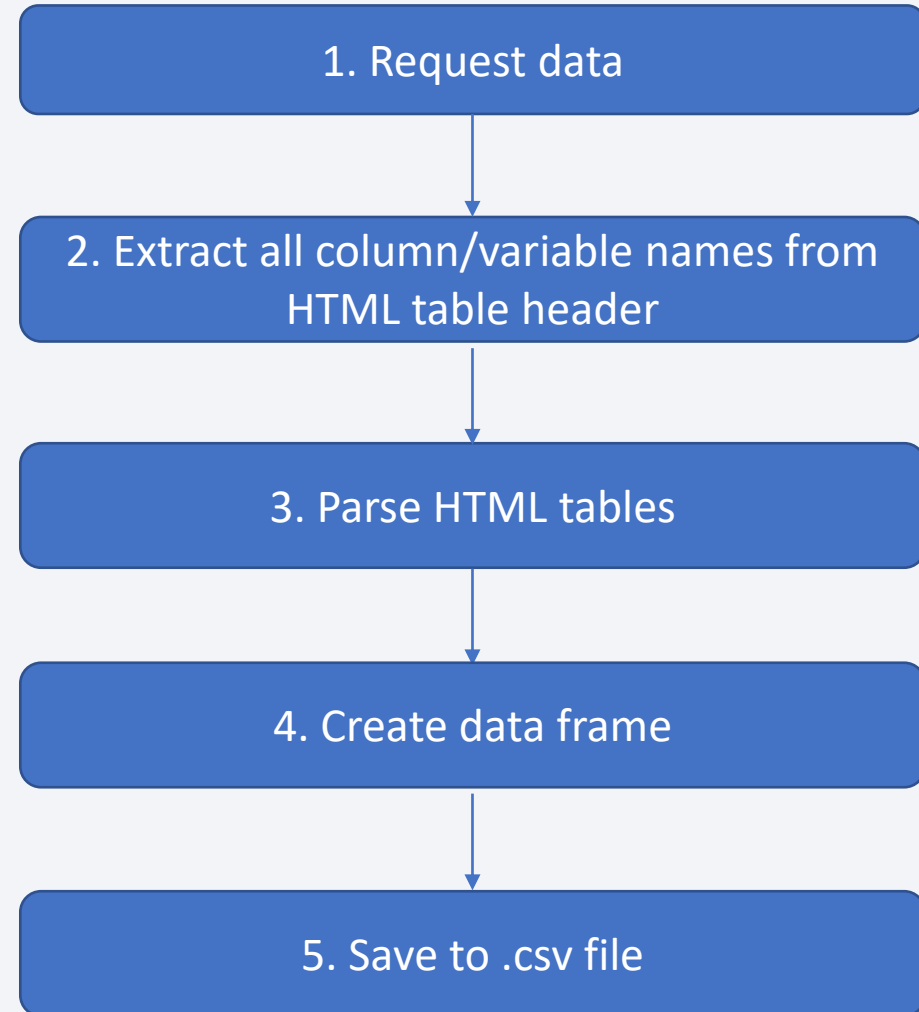 1. Request data
2. Extract all column/variable names from
HTML table header
3. Parse HTML tables
4. Create data frame
5. Save to .csv file